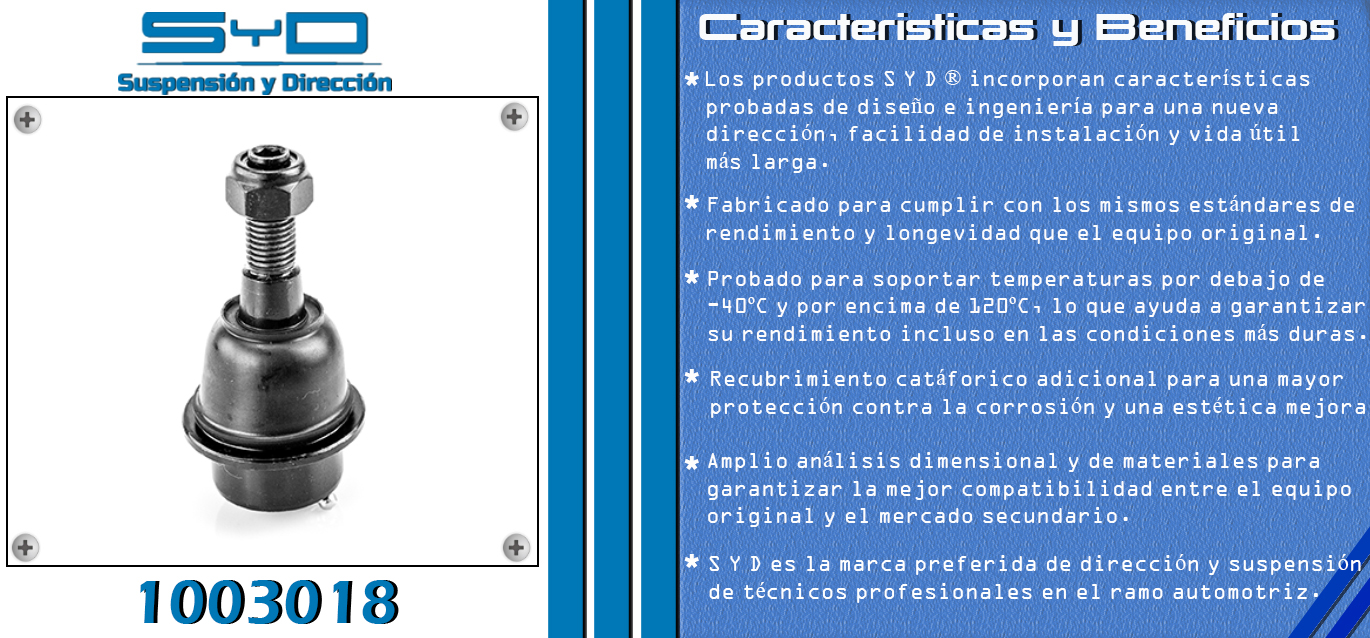 SYD
Suspensión y Dirección
1003018
Caracteristicas y Beneficios
* Los productos S Y D ® incorporan características
probadas de diseño e ingeniería para una nueva
dirección, facilidad de instalación y vida útil
más larga.
* Fabricado para cumplir con los mismos estándares de
rendimiento y longevidad que el equipo original.
* Probado para soportar temperaturas por debajo de
-40°C y por encima de 120°C, lo que ayuda a garantizar
su rendimiento incluso en las condiciones más duras.
* Recubrimiento catáforico adicional para una mayor
protección contra la corrosión y una estética mejora
* Amplio análisis dimensional y de materiales para
garantizar la mejor compatibilidad entre el equipo
original y el mercado secundario.
* S Y D es la marca preferida de dirección y suspensión
de técnicos profesionales en el ramo automotriz.